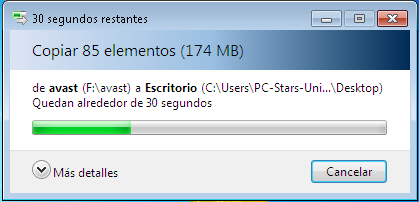 30 segundos restantes
Copiar 85 elementos (174 MB)
de avast (F:\avast) a Escritorio (C:\Users\PC-Stars-Uni...\Desktop)
Quedan alrededor de 30 segundos
Más detalles
Cancelar